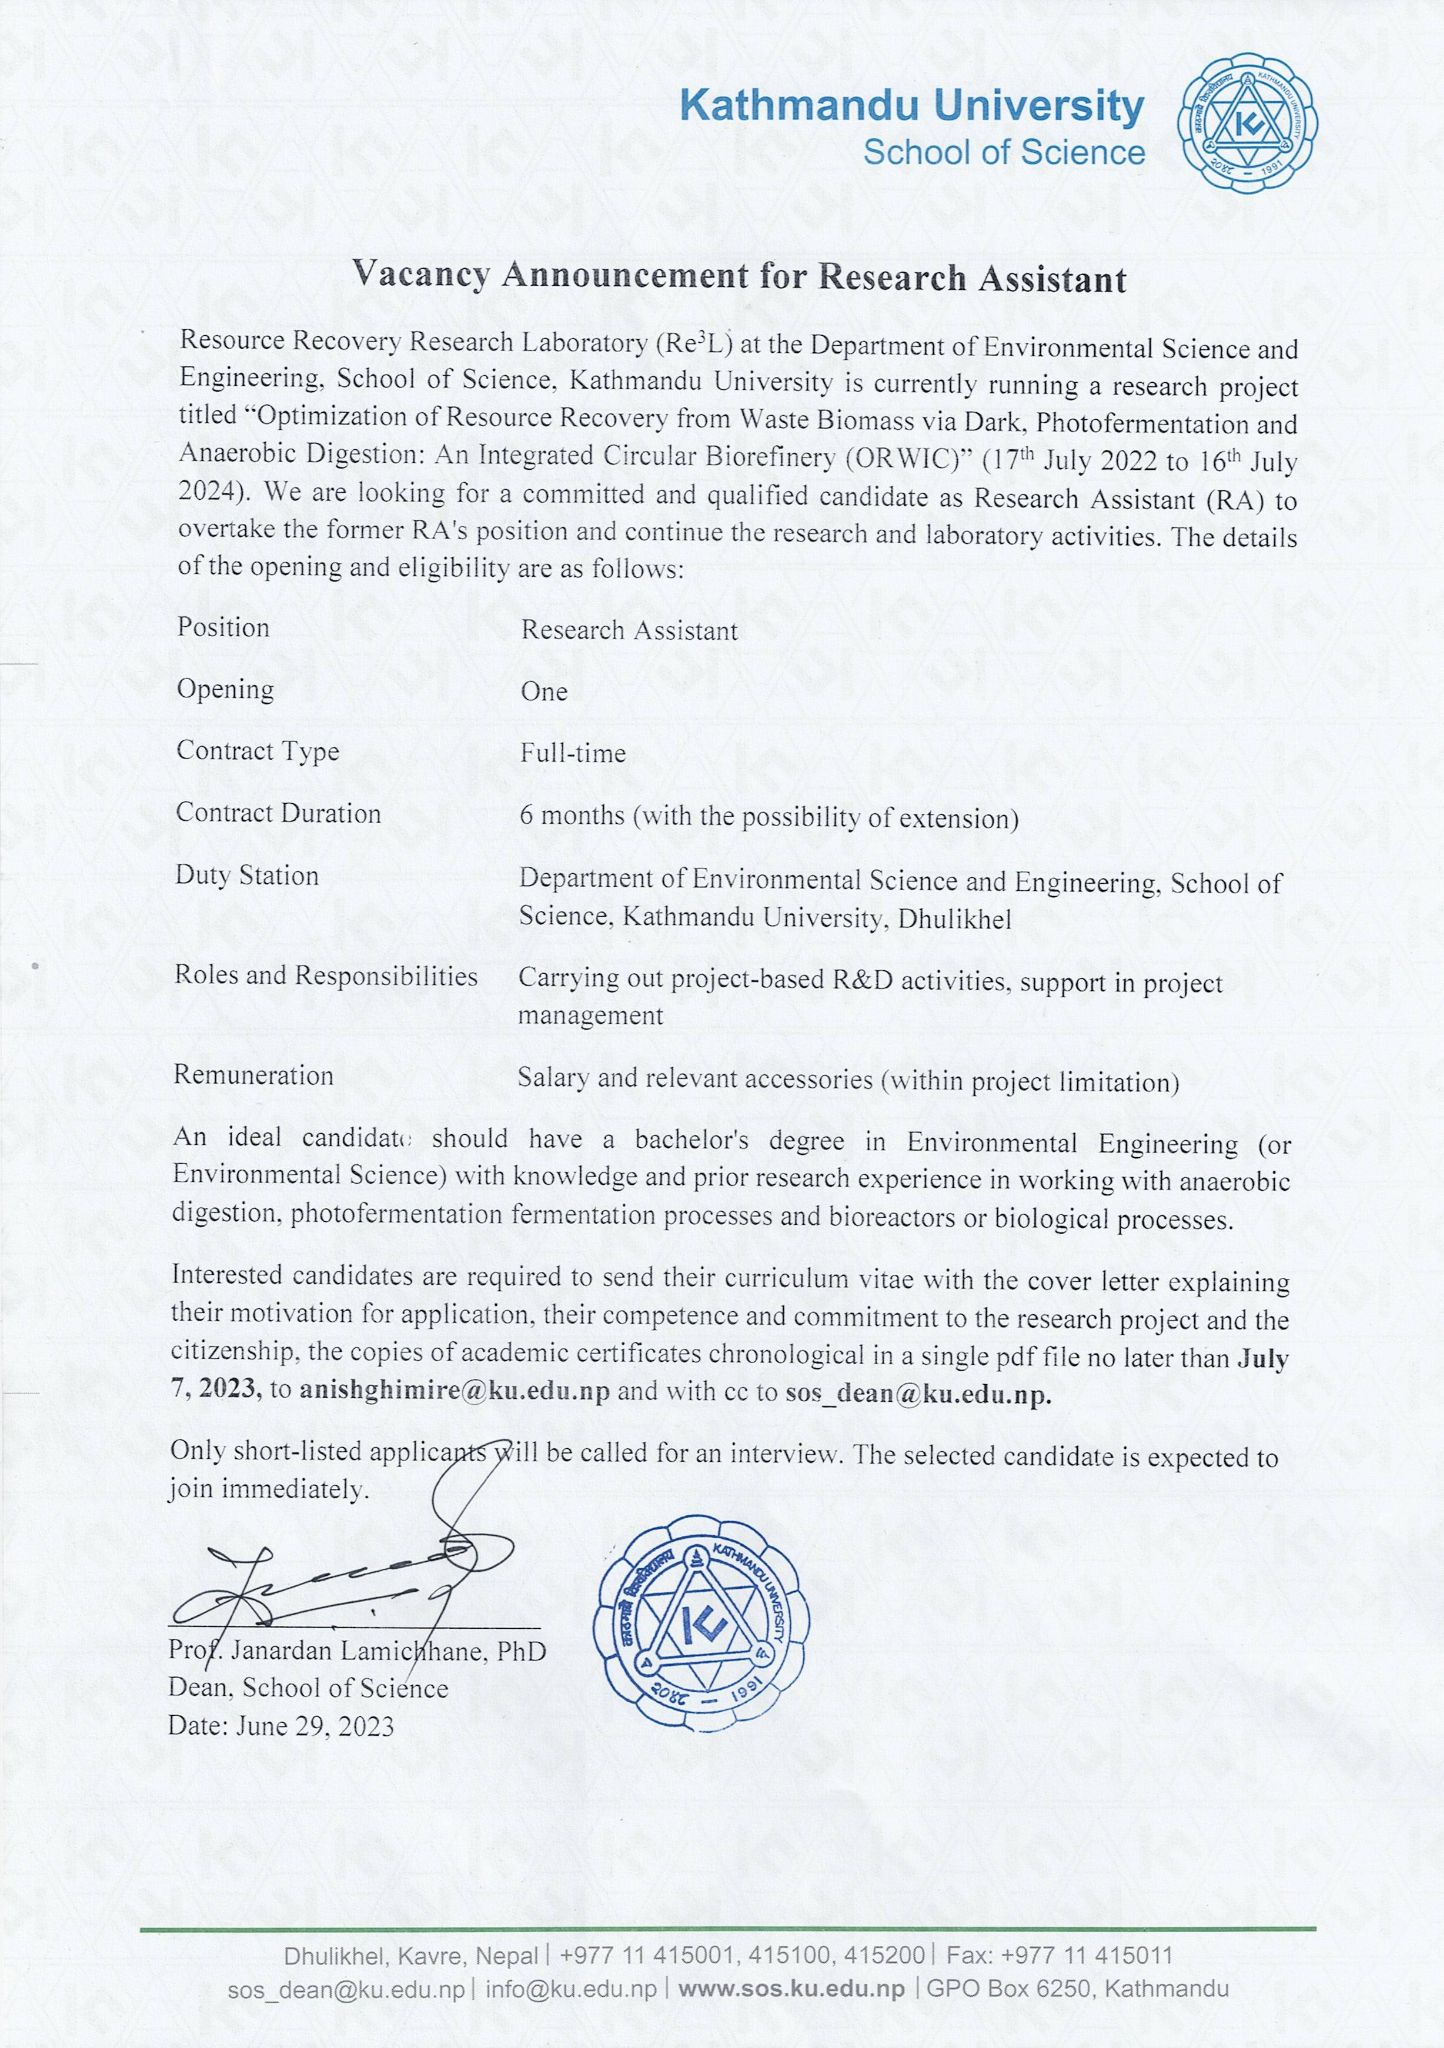 Kathmandu University
School of Science
काठमाडौं विश्वविद्यालय
KATHMANDU UNIVERSITY
२०४८ – 1991
Vacancy Announcement for Research Assistant
Resource Recovery Research Laboratory (Re³L) at the Department of Environmental Science and
Engineering, School of Science, Kathmandu University is currently running a research project
titled “Optimization of Resource Recovery from Waste Biomass via Dark, Photofermentation and
Anaerobic Digestion: An Integrated Circular Biorefinery (ORWIC)” (17th July 2022 to 16th July
2024). We are looking for a committed and qualified candidate as Research Assistant (RA) to
overtake the former RA's position and continue the research and laboratory activities. The details
of the opening and eligibility are as follows:
Position Research Assistant
Opening One
Contract Type Full-time
Contract Duration 6 months (with the possibility of extension)
Duty Station Department of Environmental Science and Engineering, School of
Science, Kathmandu University, Dhulikhel
Roles and Responsibilities Carrying out project-based R&D activities, support in project
management
Remuneration Salary and relevant accessories (within project limitation)
An ideal candidate should have a bachelor's degree in Environmental Engineering (or
Environmental Science) with knowledge and prior research experience in working with anaerobic
digestion, photofermentation fermentation processes and bioreactors or biological processes.
Interested candidates are required to send their curriculum vitae with the cover letter explaining
their motivation for application, their competence and commitment to the research project and the
citizenship, the copies of academic certificates chronological in a single pdf file no later than July
7, 2023, to anishghimire@ku.edu.np and with cc to sos_dean@ku.edu.np.
Only short-listed applicants will be called for an interview. The selected candidate is expected to
join immediately.
Prof. Janardan Lamichhane, PhD
Dean, School of Science
Date: June 29, 2023
काठमाडौं विश्वविद्यालय
KATHMANDU UNIVERSITY
२०४८ – 1991
Dhulikhel, Kavre, Nepal | +977 11 415001, 415100, 415200 | Fax: +977 11 415011
sos_dean@ku.edu.np | info@ku.edu.np | www.sos.ku.edu.np | GPO Box 6250, Kathmandu